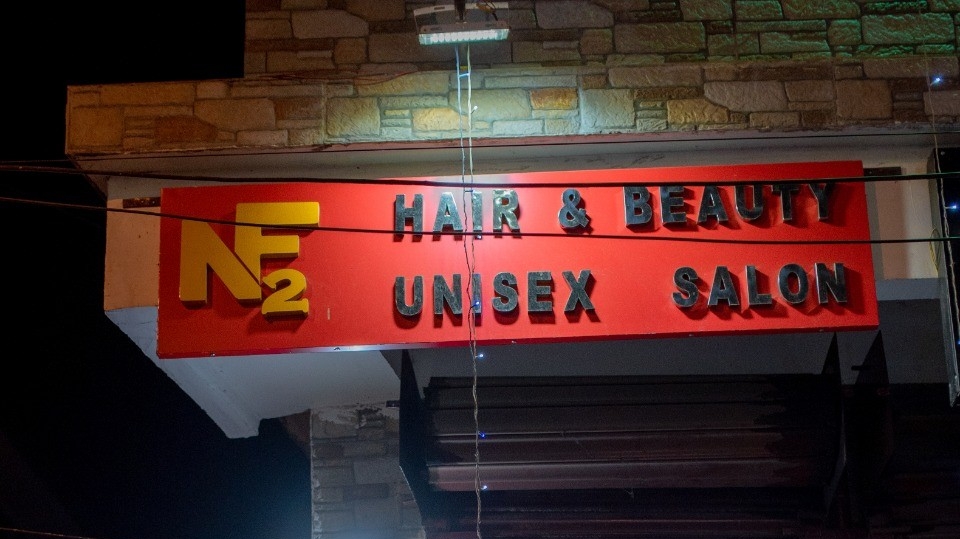 NF2
HAIR & BEAUTY
UNISEX SALON